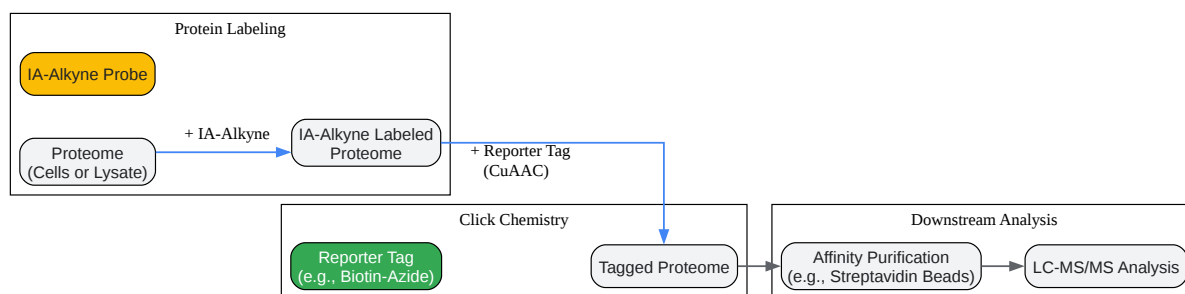 Protein Labeling
IA-Alkyne Probe
Proteome
(Cells or Lysate)
+ IA-Alkyne
IA-Alkyne Labeled
Proteome
+ Reporter Tag
(CuAAC)
Click Chemistry
Reporter Tag
(e.g., Biotin-Azide)
Tagged Proteome
Downstream Analysis
Affinity Purification
(e.g., Streptavidin Beads)
LC-MS/MS Analysis